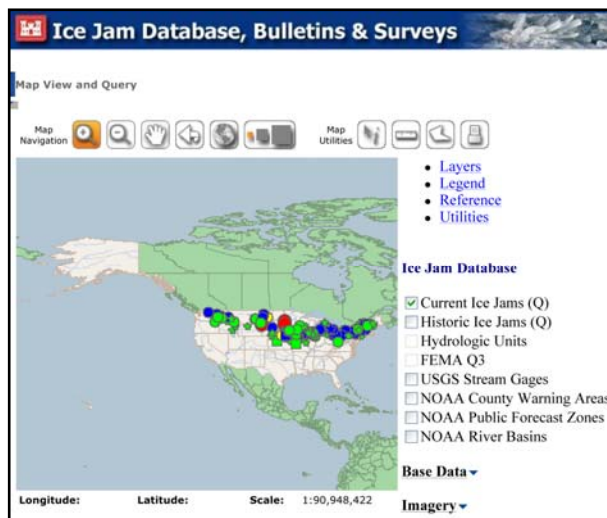 Ice Jam Database, Bulletins & Surveys
Map View and Query
Map Navigation
Map Utilities
Layers
Legend
Reference
Utilities
Ice Jam Database
Current Ice Jams (Q)
Historic Ice Jams (Q)
Hydrologic Units
FEMA Q3
USGS Stream Gages
NOAA County Warning Areas
NOAA Public Forecast Zones
NOAA River Basins
Base Data
Longitude: Latitude: Scale: 1:90,948,422
Imagery